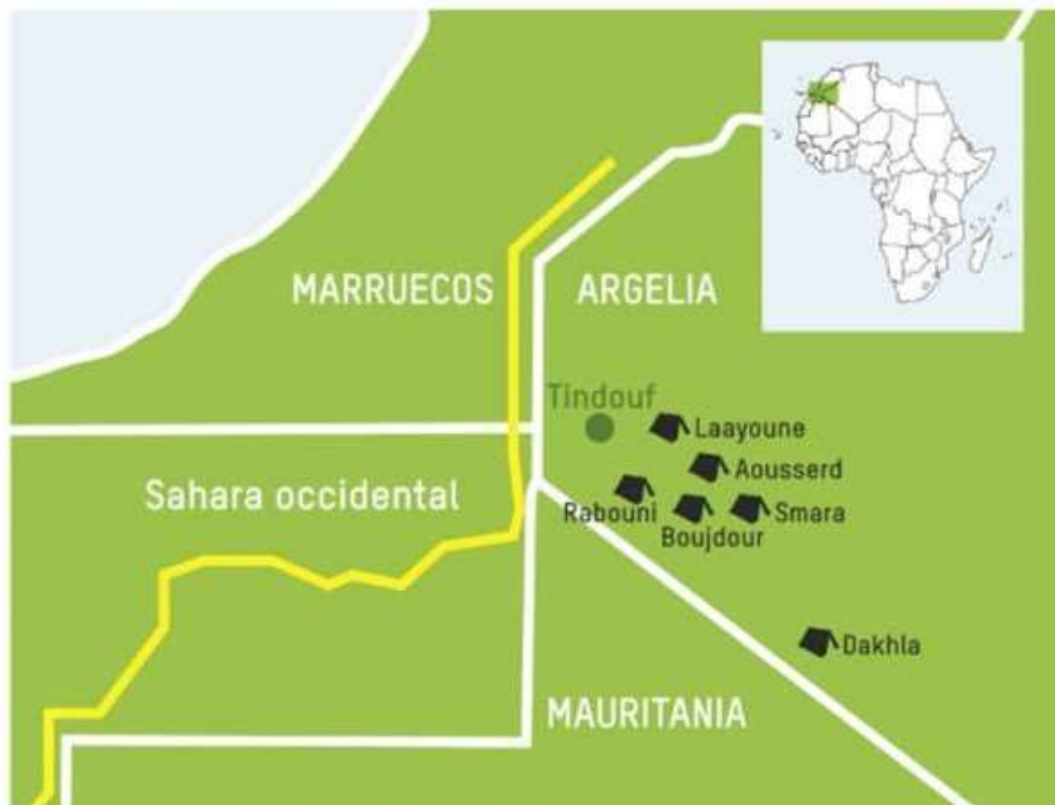 MARRUECOS
ARGELIA
Tindouf
Laayoune
Aousserd
Sahara occidental
Rabouni
Smara
Boujdour
Dakhla
MAURITANIA